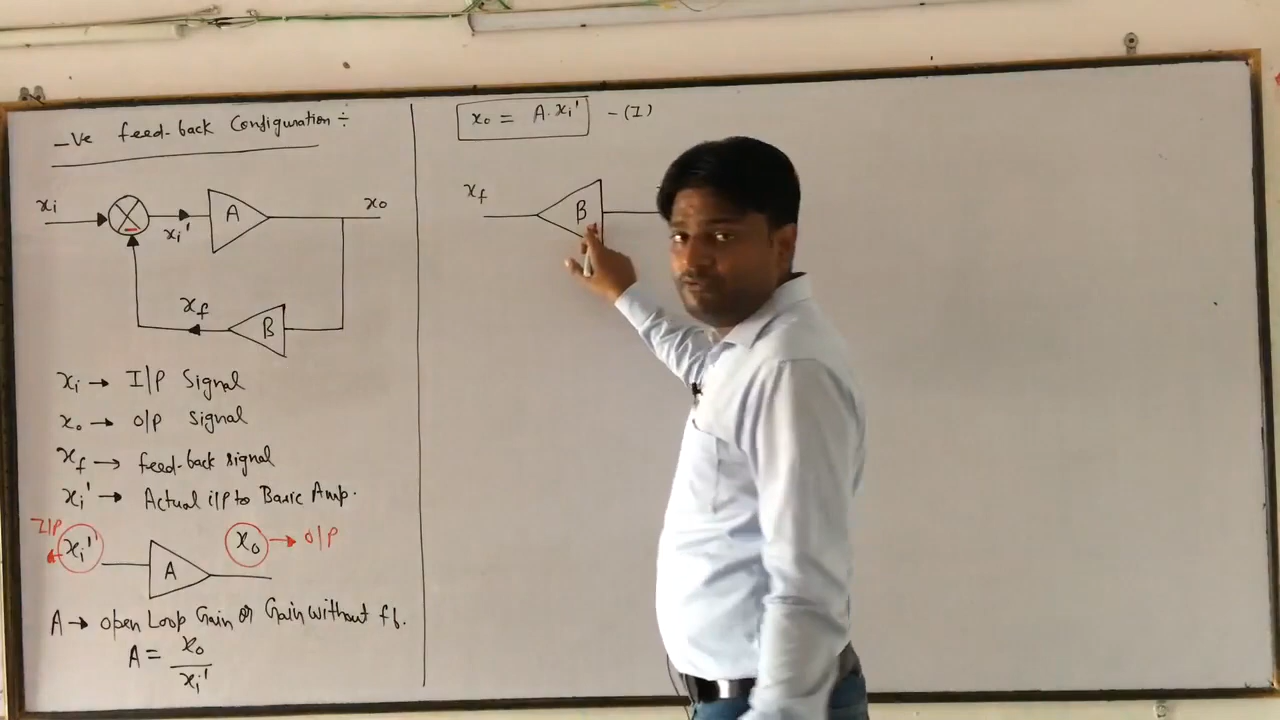 -Ve feed-back Configuration ÷
xi
xi'
A
xo
xf
B
xi → I/P Signal
xo → O/P Signal
xf → feed-back signal
xi' → Actual i/p to Basic Amp.
I/P
xi'
A
xo → O/P
A → open Loop Gain or Gain without fb.
A = xo / xi'
xo = A.xi' - (I)
xf
B